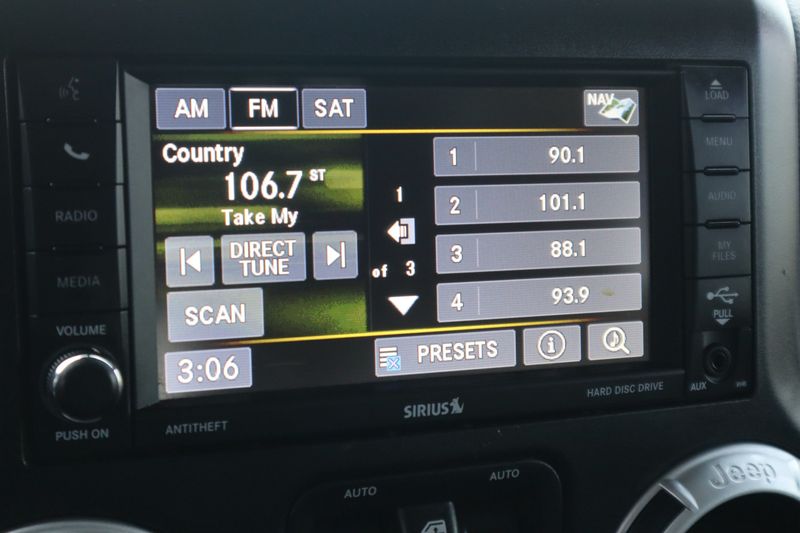 AM FM SAT NAV
Country
106.7 ST
Take My
DIRECT
TUNE
SCAN
3:06
1
of 3
1 90.1
2 101.1
3 88.1
4 93.9
PRESETS
RADIO
MEDIA
VOLUME
PUSH ON
ANTITHEFT
SIRIUS
HARD DISC DRIVE
LOAD
MENU
AUDIO
MY
FILES
PULL
AUX
AUTO
AUTO
Jeep